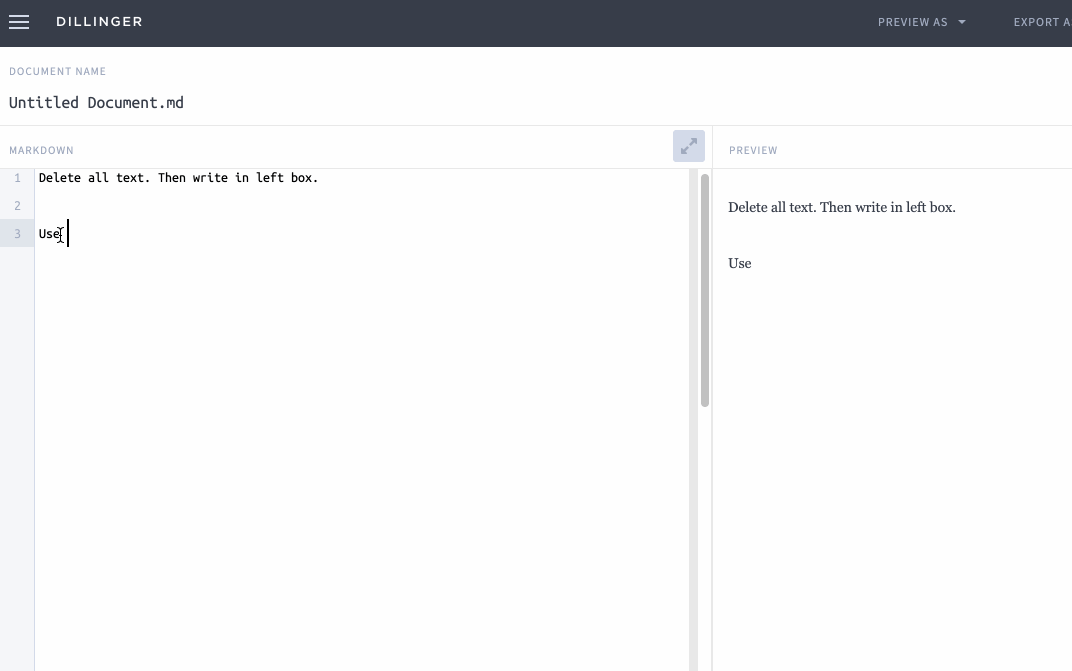 DILLINGER
PREVIEW AS
EXPORT A
DOCUMENT NAME
Untitled Document.md
MARKDOWN
PREVIEW
1 Delete all text. Then write in left box.
2
3 Use
Delete all text. Then write in left box.
Use